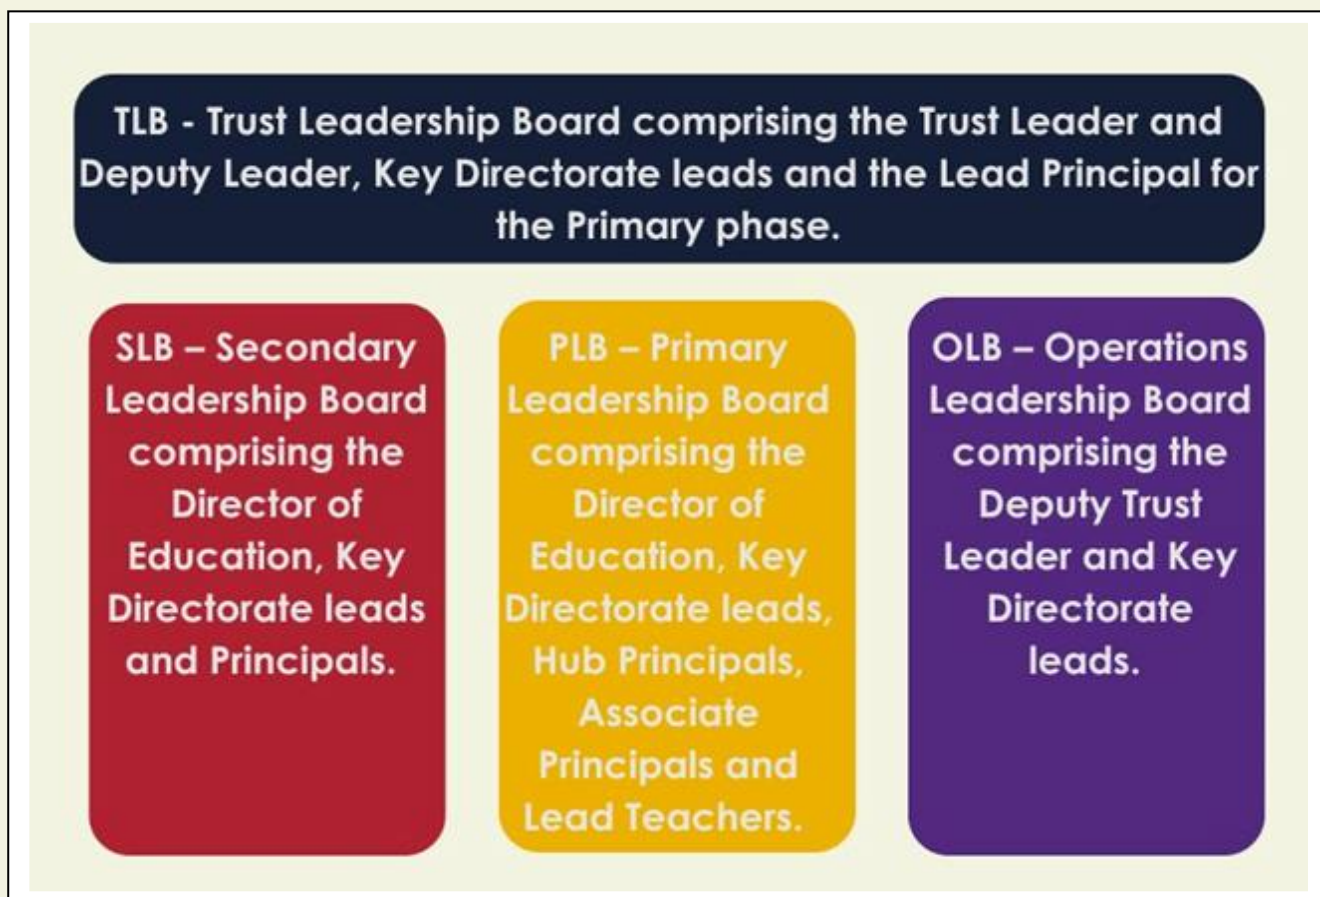 TLB - Trust Leadership Board comprising the Trust Leader and
Deputy Leader, Key Directorate leads and the Lead Principal for
the Primary phase.
SLB – Secondary
Leadership Board
comprising the
Director of
Education, Key
Directorate leads
and Principals.
PLB – Primary
Leadership Board
comprising the
Director of
Education, Key
Directorate leads,
Hub Principals,
Associate
Principals and
Lead Teachers.
OLB – Operations
Leadership Board
comprising the
Deputy Trust
Leader and Key
Directorate
leads.